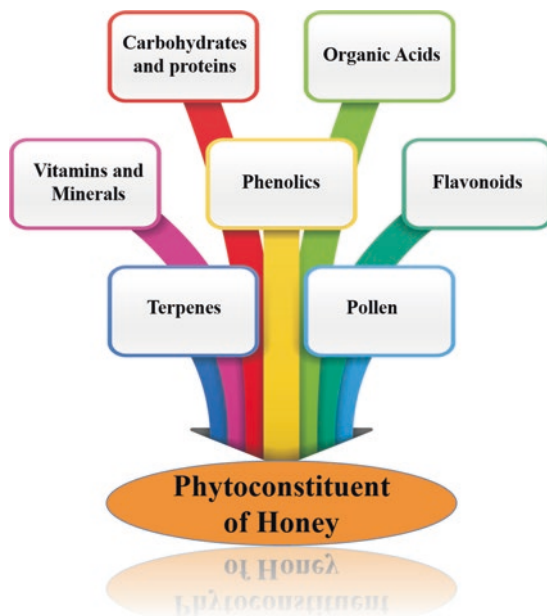 Carbohydrates
and proteins
Organic Acids
Vitamins and
Minerals
Phenolics
Flavonoids
Terpenes
Pollen
Phytoconstituent
of Honey